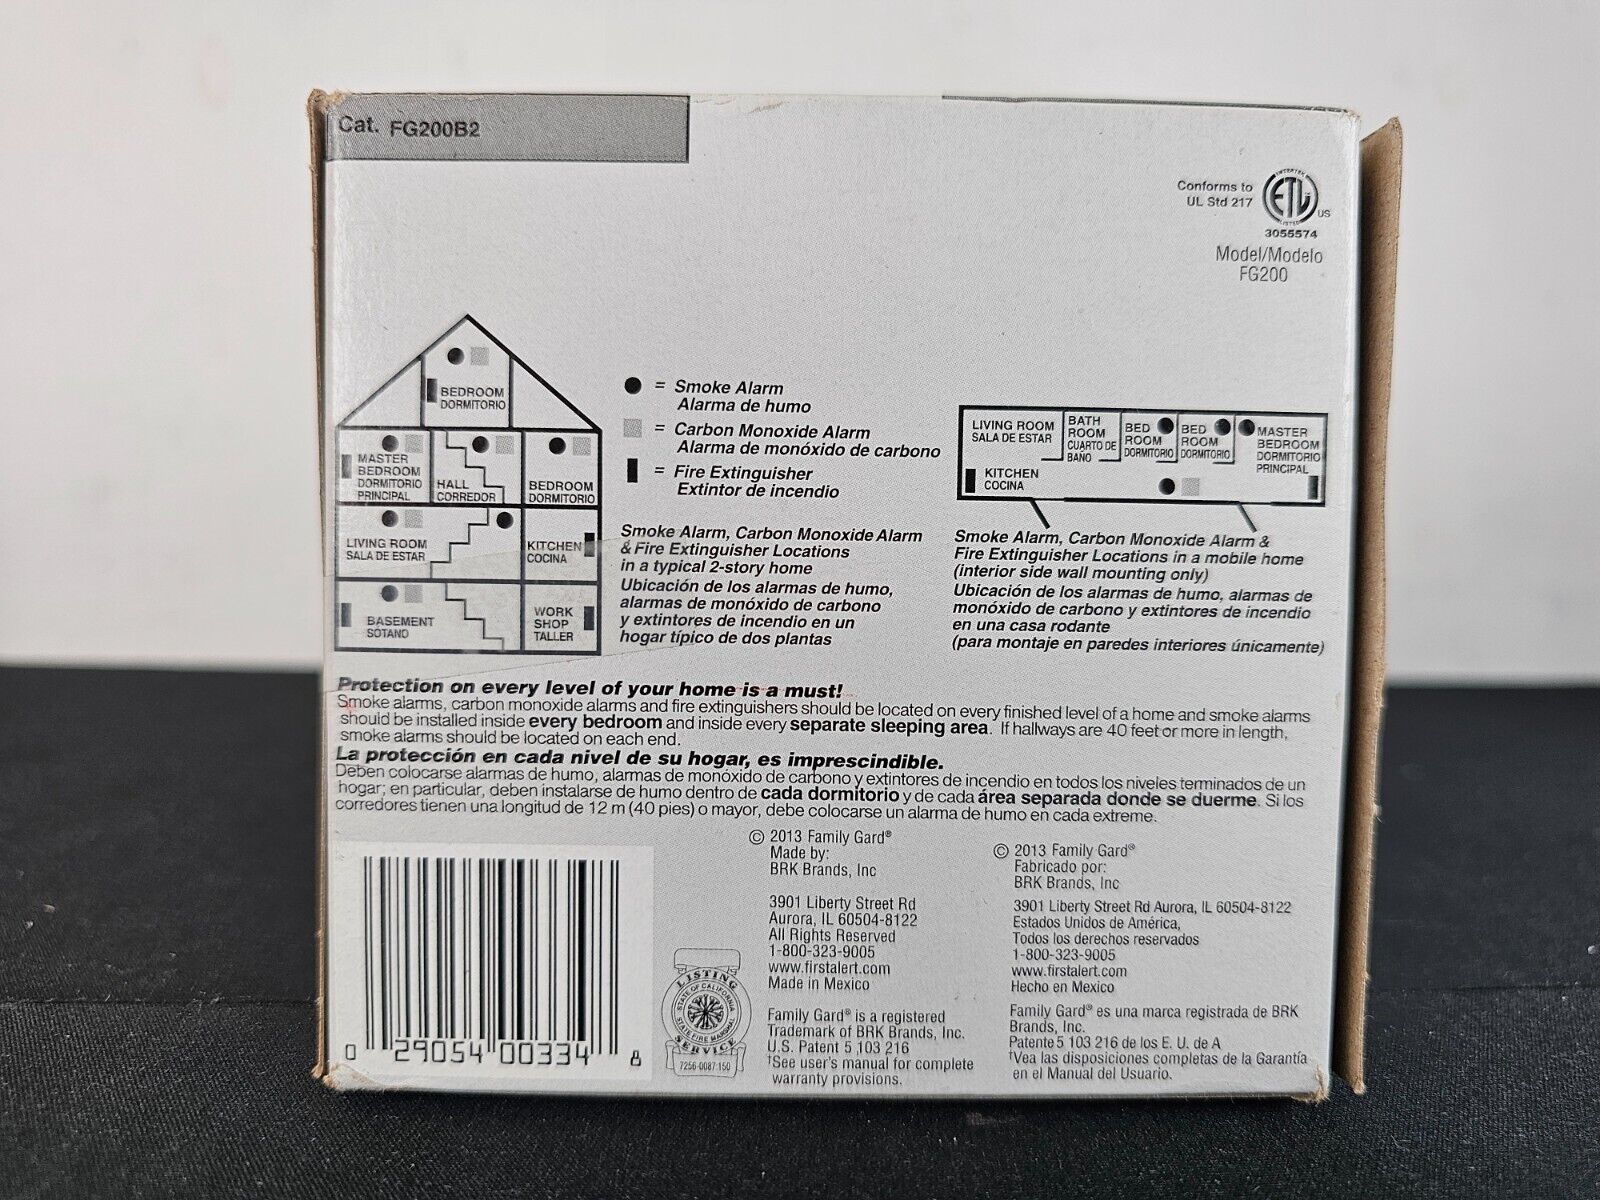 Cat. FG200B2
Conforms to
UL Std 217
INTERTEK
ETL
LISTED
US
3055574
Model/Modelo
FG200
BEDROOM
DORMITORIO
MASTER
BEDROOM
DORMITORIO
PRINCIPAL
HALL
CORREDOR
BEDROOM
DORMITORIO
LIVING ROOM
SALA DE ESTAR
KITCHEN
COCINA
BASEMENT
SOTANO
WORK
SHOP
TALLER
= Smoke Alarm
Alarma de humo
= Carbon Monoxide Alarm
Alarma de monóxido de carbono
= Fire Extinguisher
Extintor de incendio
Smoke Alarm, Carbon Monoxide Alarm
& Fire Extinguisher Locations
in a typical 2-story home
Ubicación de los alarmas de humo,
alarmas de monóxido de carbono
y extintores de incendio en un
hogar típico de dos plantas
LIVING ROOM
SALA DE ESTAR
BATH
ROOM
CUARTO DE
BAÑO
BED
ROOM
DORMITORIO
BED
ROOM
DORMITORIO
MASTER
BEDROOM
DORMITORIO
PRINCIPAL
KITCHEN
COCINA
Smoke Alarm, Carbon Monoxide Alarm &
Fire Extinguisher Locations in a mobile home
(interior side wall mounting only)
Ubicación de los alarmas de humo, alarmas de
monóxido de carbono y extintores de incendio
en una casa rodante
(para montaje en paredes interiores únicamente)
Protection on every level of your home is a must!
Smoke alarms, carbon monoxide alarms and fire extinguishers should be located on every finished level of a home and smoke alarms
should be installed inside every bedroom and inside every separate sleeping area. If hallways are 40 feet or more in length,
smoke alarms should be located on each end.
La protección en cada nivel de su hogar, es imprescindible.
Deben colocarse alarmas de humo, alarmas de monóxido de carbono y extintores de incendio en todos los niveles terminados de un
hogar; en particular, deben instalarse de humo dentro de cada dormitorio y de cada área separada donde se duerme. Si los
corredores tienen una longitud de 12 m (40 pies) o mayor, debe colocarse un alarma de humo en cada extreme.
© 2013 Family Gard®
Made by:
BRK Brands, Inc
3901 Liberty Street Rd
Aurora, IL 60504-8122
All Rights Reserved
1-800-323-9005
www.firstalert.com
Made in Mexico
Family Gard® is a registered
Trademark of BRK Brands, Inc.
U.S. Patent 5,103 216
†See user's manual for complete
warranty provisions.
© 2013 Family Gard®
Fabricado por:
BRK Brands, Inc
3901 Liberty Street Rd Aurora, IL 60504-8122
Estados Unidos de América,
Todos los derechos reservados
1-800-323-9005
www.firstalert.com
Hecho en Mexico
Family Gard® es una marca registrada de BRK
Brands, Inc.
Patente 5 103 216 de los E. U. de A
†Vea las disposiciones completas de la Garantía
en el Manual del Usuario.
LISTING
STATE OF CALIFORNIA
STATE FIRE MARSHAL
SERVICE
7256-0087:150
0 29054 00334 8